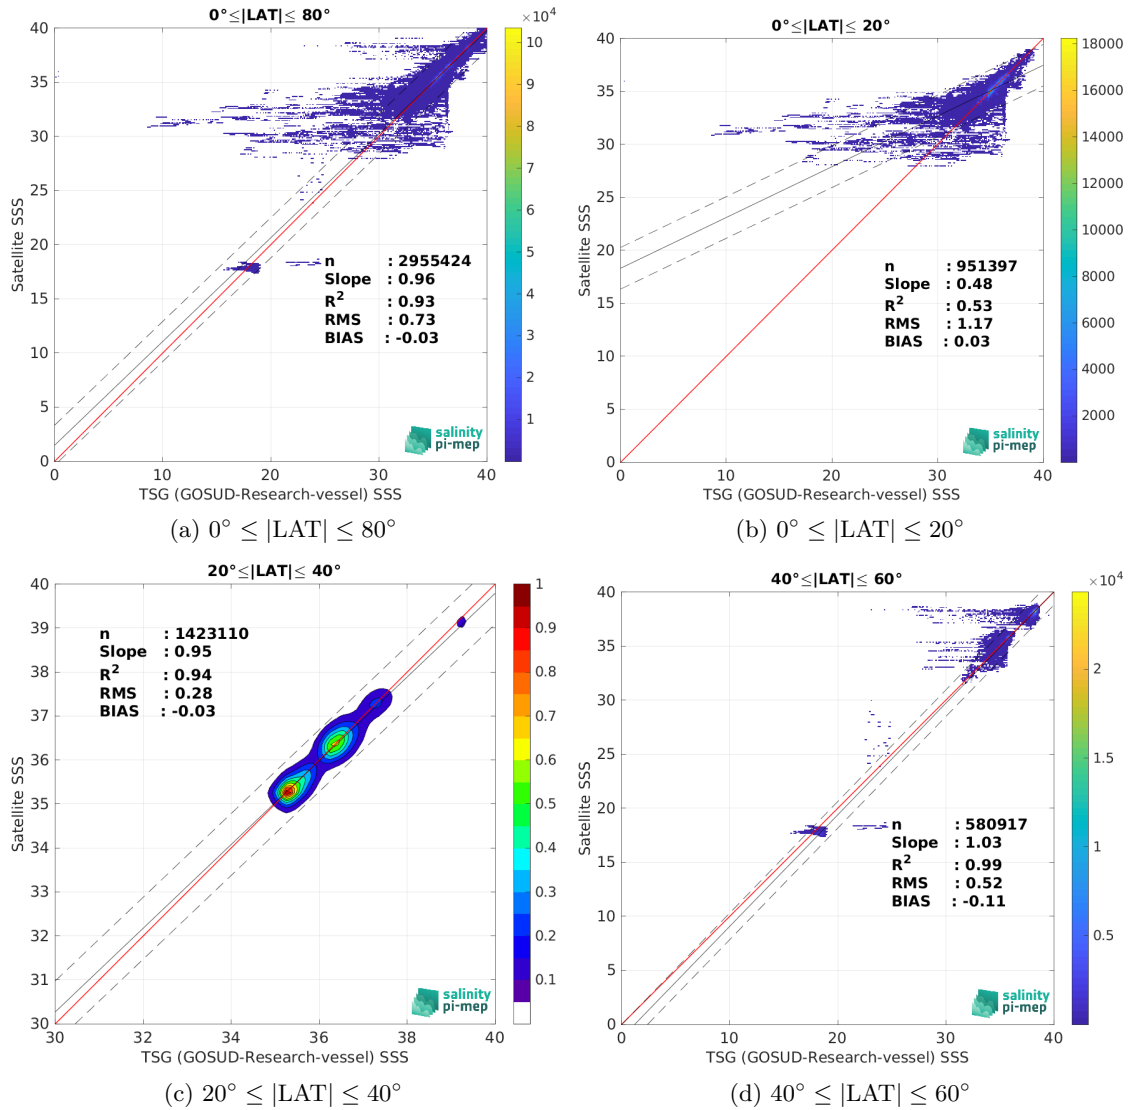 0°≤|LAT|≤ 80°
×10⁴
40
35
30
25
20
15
10
5
0
0
10
20
30
40
Satellite SSS
TSG (GOSUD-Research-vessel) SSS
n : 2955424
Slope : 0.96
R² : 0.93
RMS : 0.73
BIAS : -0.03
salinity
pi-mep
10
9
8
7
6
5
4
3
2
1
(a) 0° ≤ |LAT| ≤ 80°
0°≤|LAT|≤ 20°
40
35
30
25
20
15
10
5
0
0
10
20
30
40
Satellite SSS
TSG (GOSUD-Research-vessel) SSS
n : 951397
Slope : 0.48
R² : 0.53
RMS : 1.17
BIAS : 0.03
salinity
pi-mep
18000
16000
14000
12000
10000
8000
6000
4000
2000
(b) 0° ≤ |LAT| ≤ 20°
20°≤|LAT|≤ 40°
40
39
38
37
36
35
34
33
32
31
30
30
32
34
36
38
40
Satellite SSS
TSG (GOSUD-Research-vessel) SSS
n : 1423110
Slope : 0.95
R² : 0.94
RMS : 0.28
BIAS : -0.03
salinity
pi-mep
1
0.9
0.8
0.7
0.6
0.5
0.4
0.3
0.2
0.1
(c) 20° ≤ |LAT| ≤ 40°
40°≤|LAT|≤ 60°
×10⁴
40
35
30
25
20
15
10
5
0
0
10
20
30
40
Satellite SSS
TSG (GOSUD-Research-vessel) SSS
n : 580917
Slope : 1.03
R² : 0.99
RMS : 0.52
BIAS : -0.11
salinity
pi-mep
2
1.5
1
0.5
(d) 40° ≤ |LAT| ≤ 60°